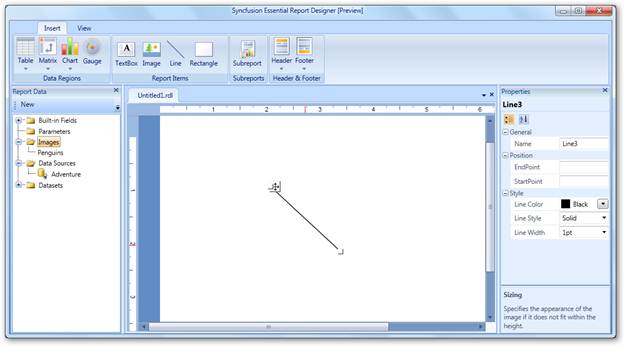 Syncfusion Essential Report Designer [Preview]
Insert View
Table Matrix Chart Gauge
Data Regions
TextBox Image Line Rectangle
Report Items
Subreport
Subreports
Header Footer
Header & Footer
Report Data
New
Built-in Fields
Parameters
Images
Penguins
Data Sources
Adventure
Datasets
Untitled1.rdl
1 2 3 4 5 6
1
2
3
Properties
Line3
General
Name Line3
Position
EndPoint
StartPoint
Style
Line Color Black
Line Style Solid
Line Width 1pt
Sizing
Specifies the appearance of the
image if it does not fit within the
height.